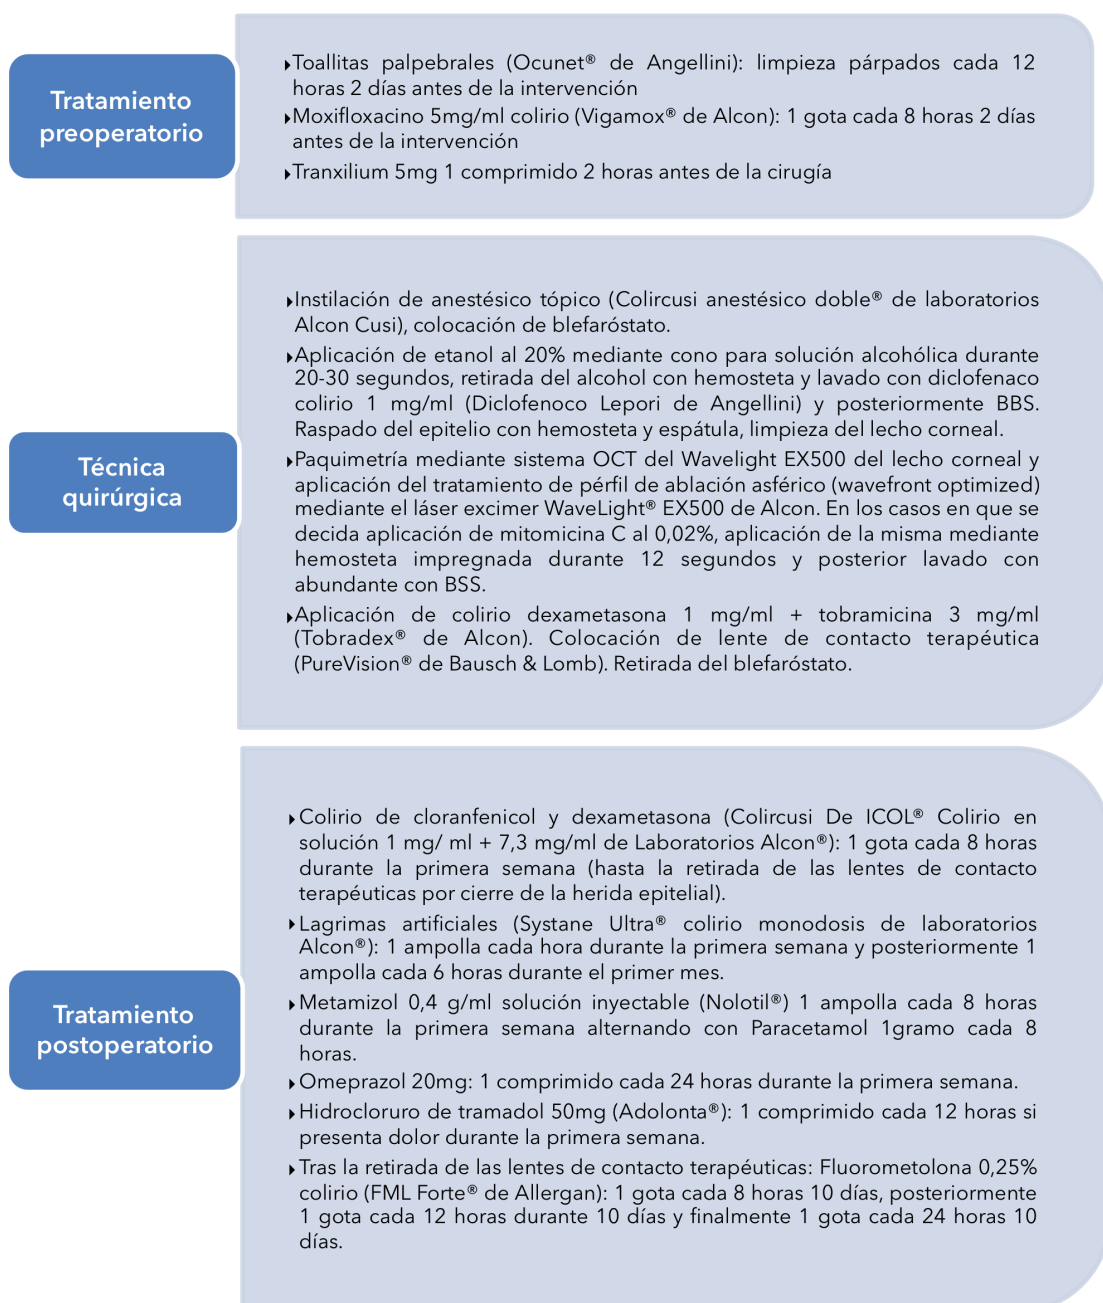 Tratamiento
preoperatorio
Toallitas palpebrales (Ocunet® de Angellini): limpieza párpados cada 12
horas 2 días antes de la intervención
Moxifloxacino 5mg/ml colirio (Vigamox® de Alcon): 1 gota cada 8 horas 2 días
antes de la intervención
Tranxilium 5mg 1 comprimido 2 horas antes de la cirugía
Técnica
quirúrgica
Instilación de anestésico tópico (Colircusi anestésico doble® de laboratorios
Alcon Cusi), colocación de blefaróstato.
Aplicación de etanol al 20% mediante cono para solución alcohólica durante
20-30 segundos, retirada del alcohol con hemosteta y lavado con diclofenaco
colirio 1 mg/ml (Diclofenoco Lepori de Angellini) y posteriormente BBS.
Raspado del epitelio con hemosteta y espátula, limpieza del lecho corneal.
Paquimetría mediante sistema OCT del Wavelight EX500 del lecho corneal y
aplicación del tratamiento de pérfil de ablación asférico (wavefront optimized)
mediante el láser excimer WaveLight® EX500 de Alcon. En los casos en que se
decida aplicación de mitomicina C al 0,02%, aplicación de la misma mediante
hemosteta impregnada durante 12 segundos y posterior lavado con
abundante con BSS.
Aplicación de colirio dexametasona 1 mg/ml + tobramicina 3 mg/ml
(Tobradex® de Alcon). Colocación de lente de contacto terapéutica
(PureVision® de Bausch & Lomb). Retirada del blefaróstato.
Tratamiento
postoperatorio
Colirio de cloranfenicol y dexametasona (Colircusi De ICOL® Colirio en
solución 1 mg/ ml + 7,3 mg/ml de Laboratorios Alcon®): 1 gota cada 8 horas
durante la primera semana (hasta la retirada de las lentes de contacto
terapéuticas por cierre de la herida epitelial).
Lagrimas artificiales (Systane Ultra® colirio monodosis de laboratorios
Alcon®): 1 ampolla cada hora durante la primera semana y posteriormente 1
ampolla cada 6 horas durante el primer mes.
Metamizol 0,4 g/ml solución inyectable (Nolotil®) 1 ampolla cada 8 horas
durante la primera semana alternando con Paracetamol 1gramo cada 8
horas.
Omeprazol 20mg: 1 comprimido cada 24 horas durante la primera semana.
Hidrocloruro de tramadol 50mg (Adolonta®): 1 comprimido cada 12 horas si
presenta dolor durante la primera semana.
Tras la retirada de las lentes de contacto terapéuticas: Fluorometolona 0,25%
colirio (FML Forte® de Allergan): 1 gota cada 8 horas 10 días, posteriormente
1 gota cada 12 horas durante 10 días y finalmente 1 gota cada 24 horas 10
días.